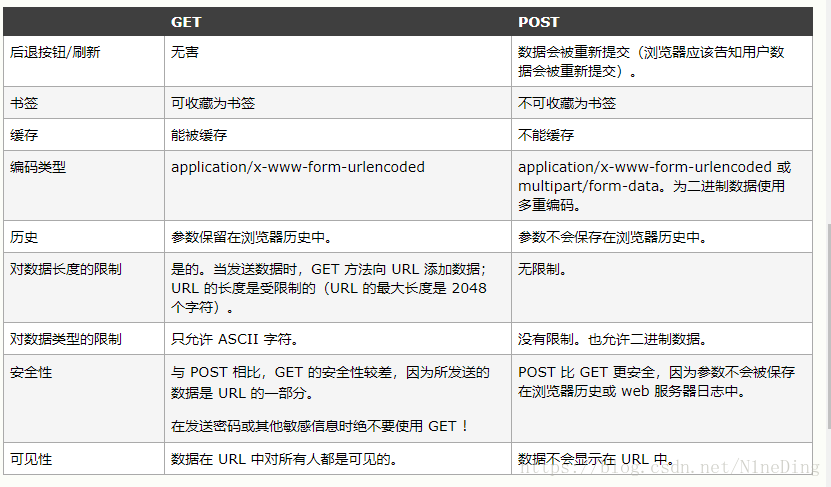 GET POST
后退按钮/刷新 无害 数据会被重新提交（浏览器应该告知用户数
据会被重新提交）。
书签 可收藏为书签 不可收藏为书签
缓存 能被缓存 不能缓存
编码类型 application/x-www-form-urlencoded application/x-www-form-urlencoded 或
multipart/form-data。为二进制数据使用
多重编码。
历史 参数保留在浏览器历史中。 参数不会保存在浏览器历史中。
对数据长度的限制 是的。当发送数据时，GET 方法向 URL 添加数据； 无限制。
URL 的长度是受限制的（URL 的最大长度是 2048
个字符）。
对数据类型的限制 只允许 ASCII 字符。 没有限制。也允许二进制数据。
安全性 与 POST 相比，GET 的安全性较差，因为所发送的 POST 比 GET 更安全，因为参数不会被保存
数据是 URL 的一部分。 在浏览器历史或 web 服务器日志中。
在发送密码或其他敏感信息时绝不要使用 GET ！
可见性 数据在 URL 中对所有人都是可见的。 数据不会显示在 URL 中。
https://blog.csdn.net/N1neDing